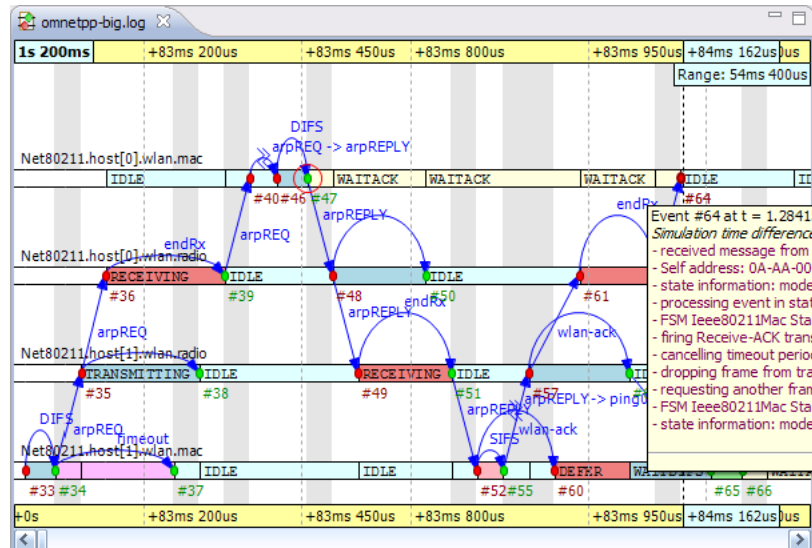 omnetpp-big.log
1s 200ms +83ms 200us +83ms 450us +83ms 800us +83ms 950us +84ms 162us
Range: 54ms 400us
DIFS
arpREQ -> arpREPLY
Net80211.host[0].wlan.mac
IDLE WAITACK WAITACK WAITACK IDLE
#40 #46 #47 #64
arpREPLY
endRx
arpREQ
endRx
Net80211.host[0].wlan.radio
RECEIVING IDLE IDLE
#36 #39 #48 #50 #61
arpREPLY endRx
arpREQ
wlan-ack
Net80211.host[1].wlan.radio
TRANSMITTING IDLE RECEIVING IDLE
#35 #38 #49 #51 #57
arpREPLY arpREPLY-> ping0
DIFS
arpREQ
timeout
SIFS
wlan-ack
Net80211.host[1].wlan.mac
IDLE IDLE DEFER
#33 #34 #37 #52 #55 #60 #65 #66
Event #64 at t = 1.2841
Simulation time difference
- received message from
- Self address: 0A-AA-00
- state information: mode
- processing event in stat
- FSM Ieee80211Mac Sta
- firing Receive-ACK trans
- cancelling timeout period
- dropping frame from tra
- requesting another fram
- FSM Ieee80211Mac Sta
- state information: mode
+0s +83ms 200us +83ms 450us +83ms 800us +83ms 950us +84ms 162us